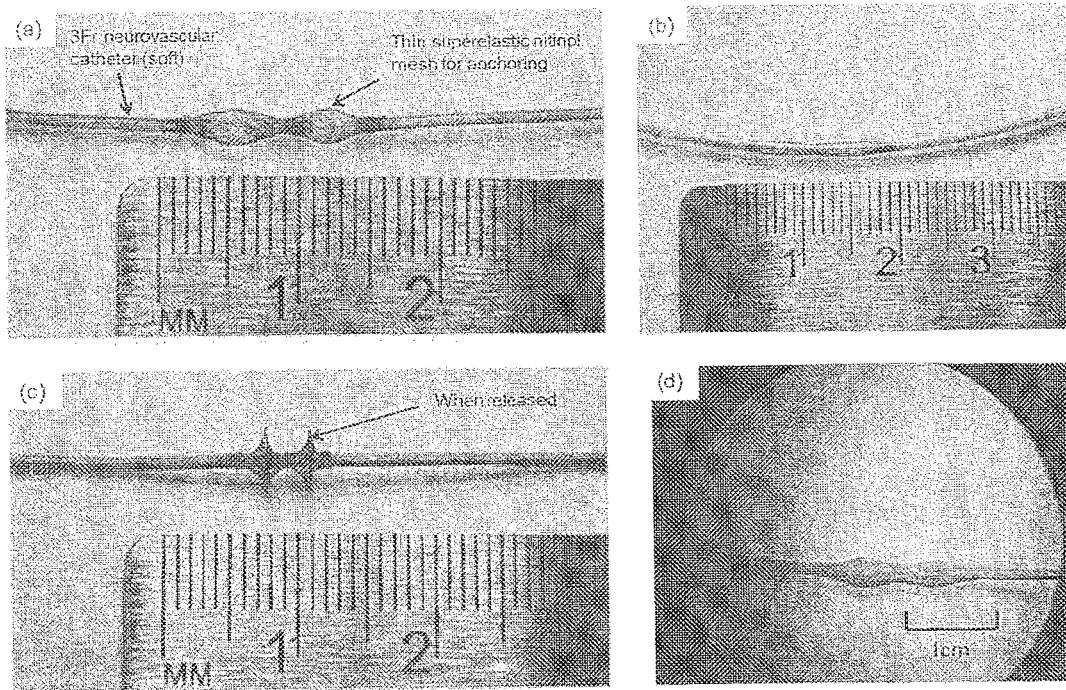 (a)
3Fr neurovascular
catheter (soft)
Thin superelastic nitinol
mesh for anchoring
1 2
MM
(b)
1 2 3
(c)
When released
1 2
MM
(d)
1cm